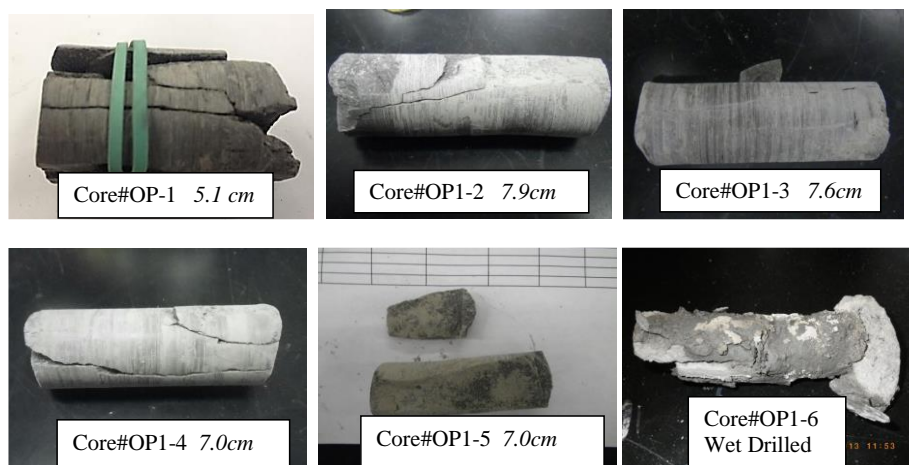 Core#OP-1 5.1 cm
Core#OP1-2 7.9cm
Core#OP1-3 7.6cm
Core#OP1-4 7.0cm
Core#OP1-5 7.0cm
Core#OP1-6
Wet Drilled
13 11:53